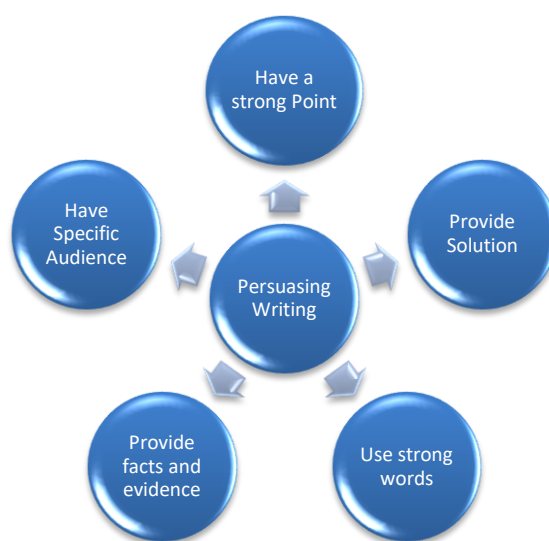 Have a
strong Point
Provide
Solution
Use strong
words
Provide
facts and
evidence
Have
Specific
Audience
Persuasing
Writing